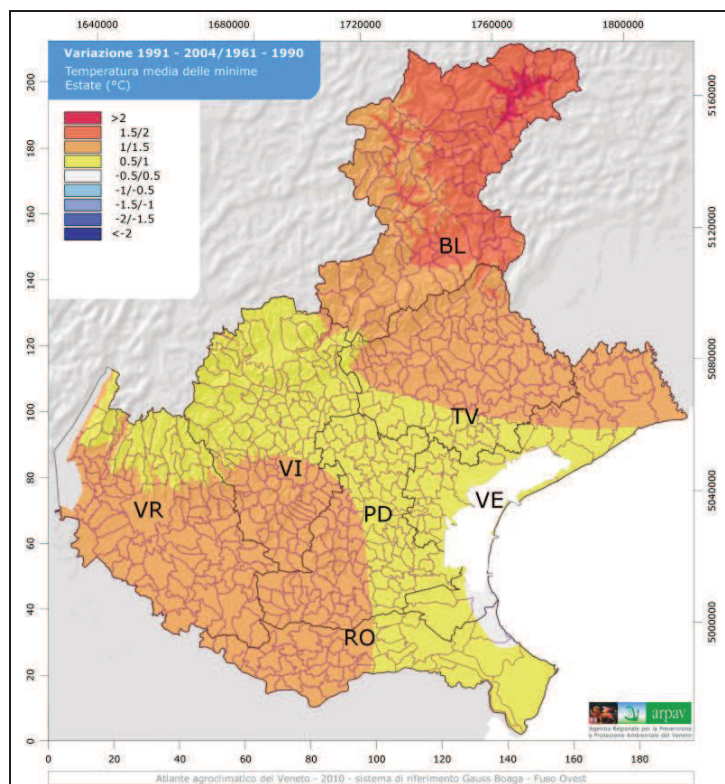 1640000 1680000 1720000 1760000 1800000
Variazione 1991 - 2004/1961 - 1990
Temperatura media delle minime
Estate (°C)
>2
1.5/2
1/1.5
0.5/1
-0.5/0.5
-1/-0.5
-1.5/-1
-2/-1.5
<-2
200
180
160
140
120
100
80
60
40
20
0
5160000
5120000
5080000
5040000
5000000
BL
TV
VI
VE
VR
PD
RO
arpav
Agenzia Regionale per la Prevenzione
e Protezione Ambientale del Veneto
0 20 40 60 80 100 120 140 160 180
Atlante agroclimatico del Veneto - 2010 - sistema di riferimento Gauss Boaga - Fuso Ovest